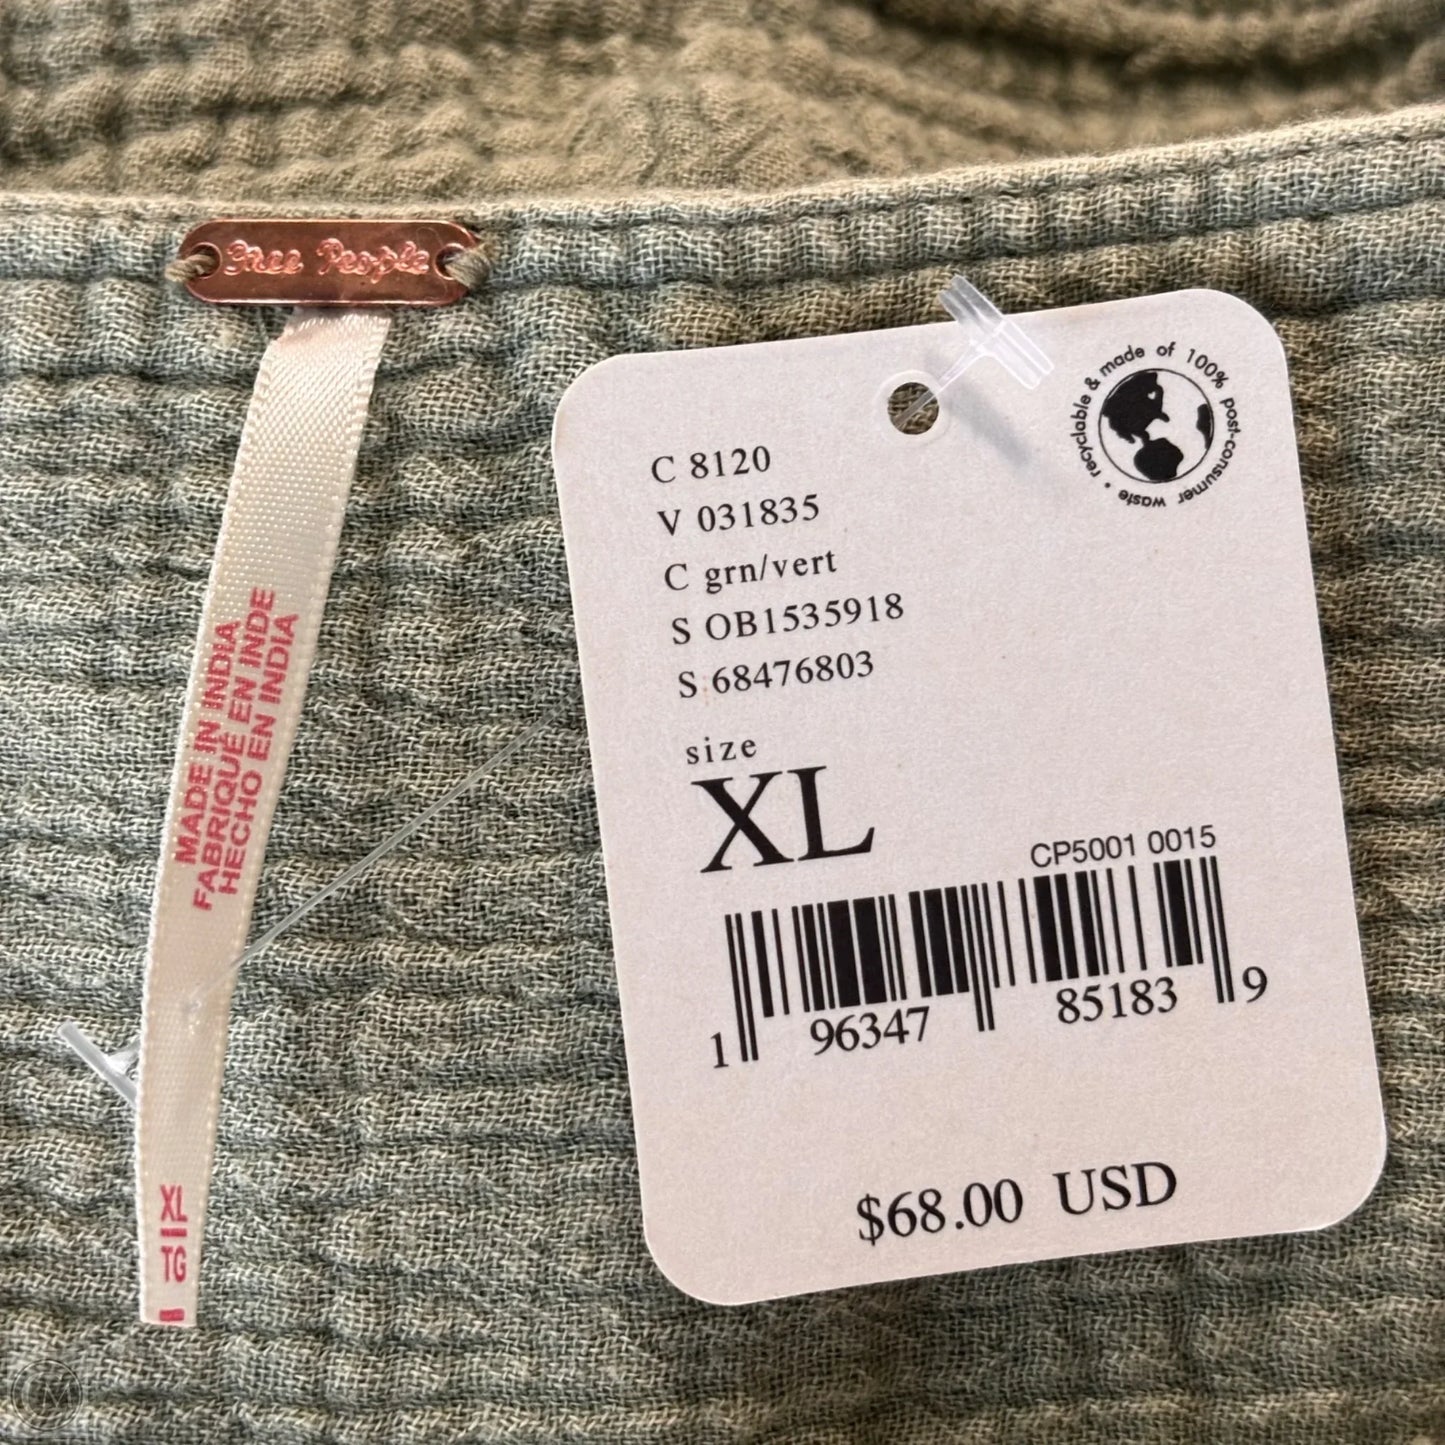 Free People
MADE IN INDIA
FABRIQUÉ EN INDE
HECHO EN INDIA
XL
TG
recyclable & made of 100% post-consumer waste •
C 8120
V 031835
C grn/vert
S OB1535918
S 68476803
size
XL
CP5001 0015
1 96347 85183 9
$68.00 USD
M